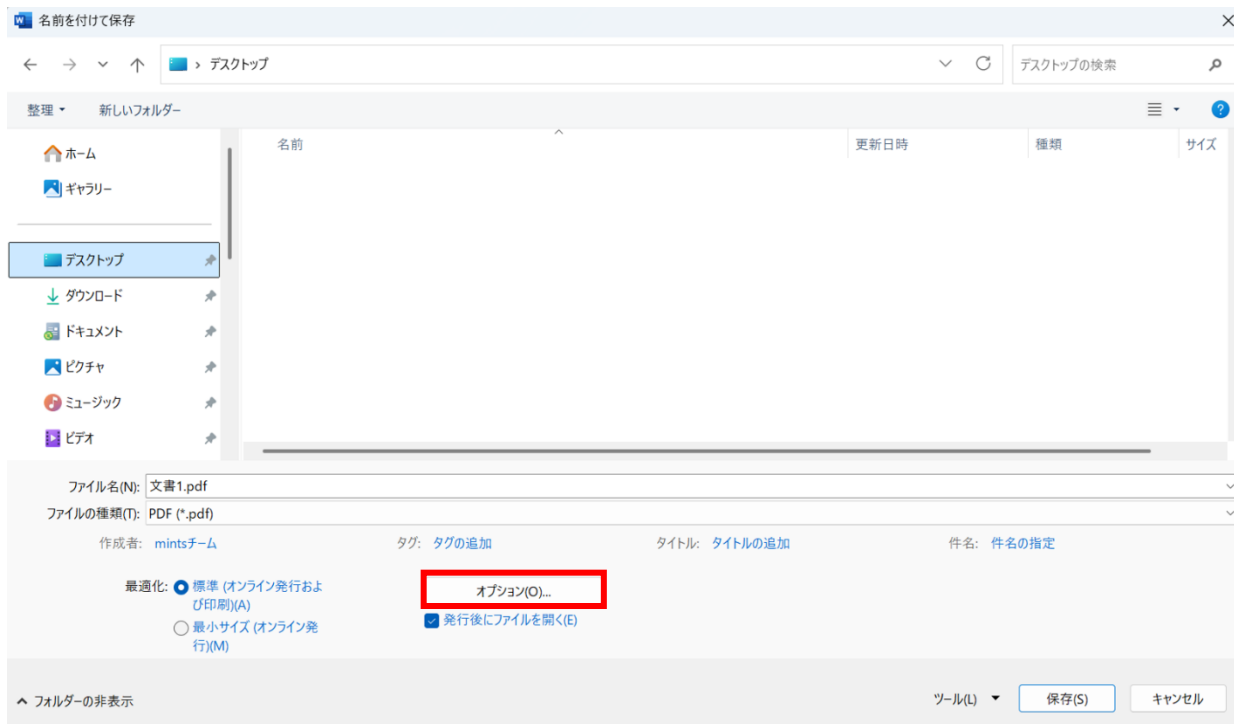 名前を付けて保存
デスクトップ
デスクトップの検索
整理
新しいフォルダー
名前 更新日時 種類 サイズ
ホーム
ギャラリー
デスクトップ
ダウンロード
ドキュメント
ピクチャ
ミュージック
ビデオ
ファイル名(N): 文書1.pdf
ファイルの種類(T): PDF (*.pdf)
作成者: mintsチーム タグ: タグの追加 タイトル: タイトルの追加 件名: 件名の指定
最適化: 標準 (オンライン発行およ
び印刷)(A)
最小サイズ (オンライン発
行)(M)
オプション(O)...
発行後にファイルを開く(E)
フォルダーの非表示
ツール(L) 保存(S) キャンセル